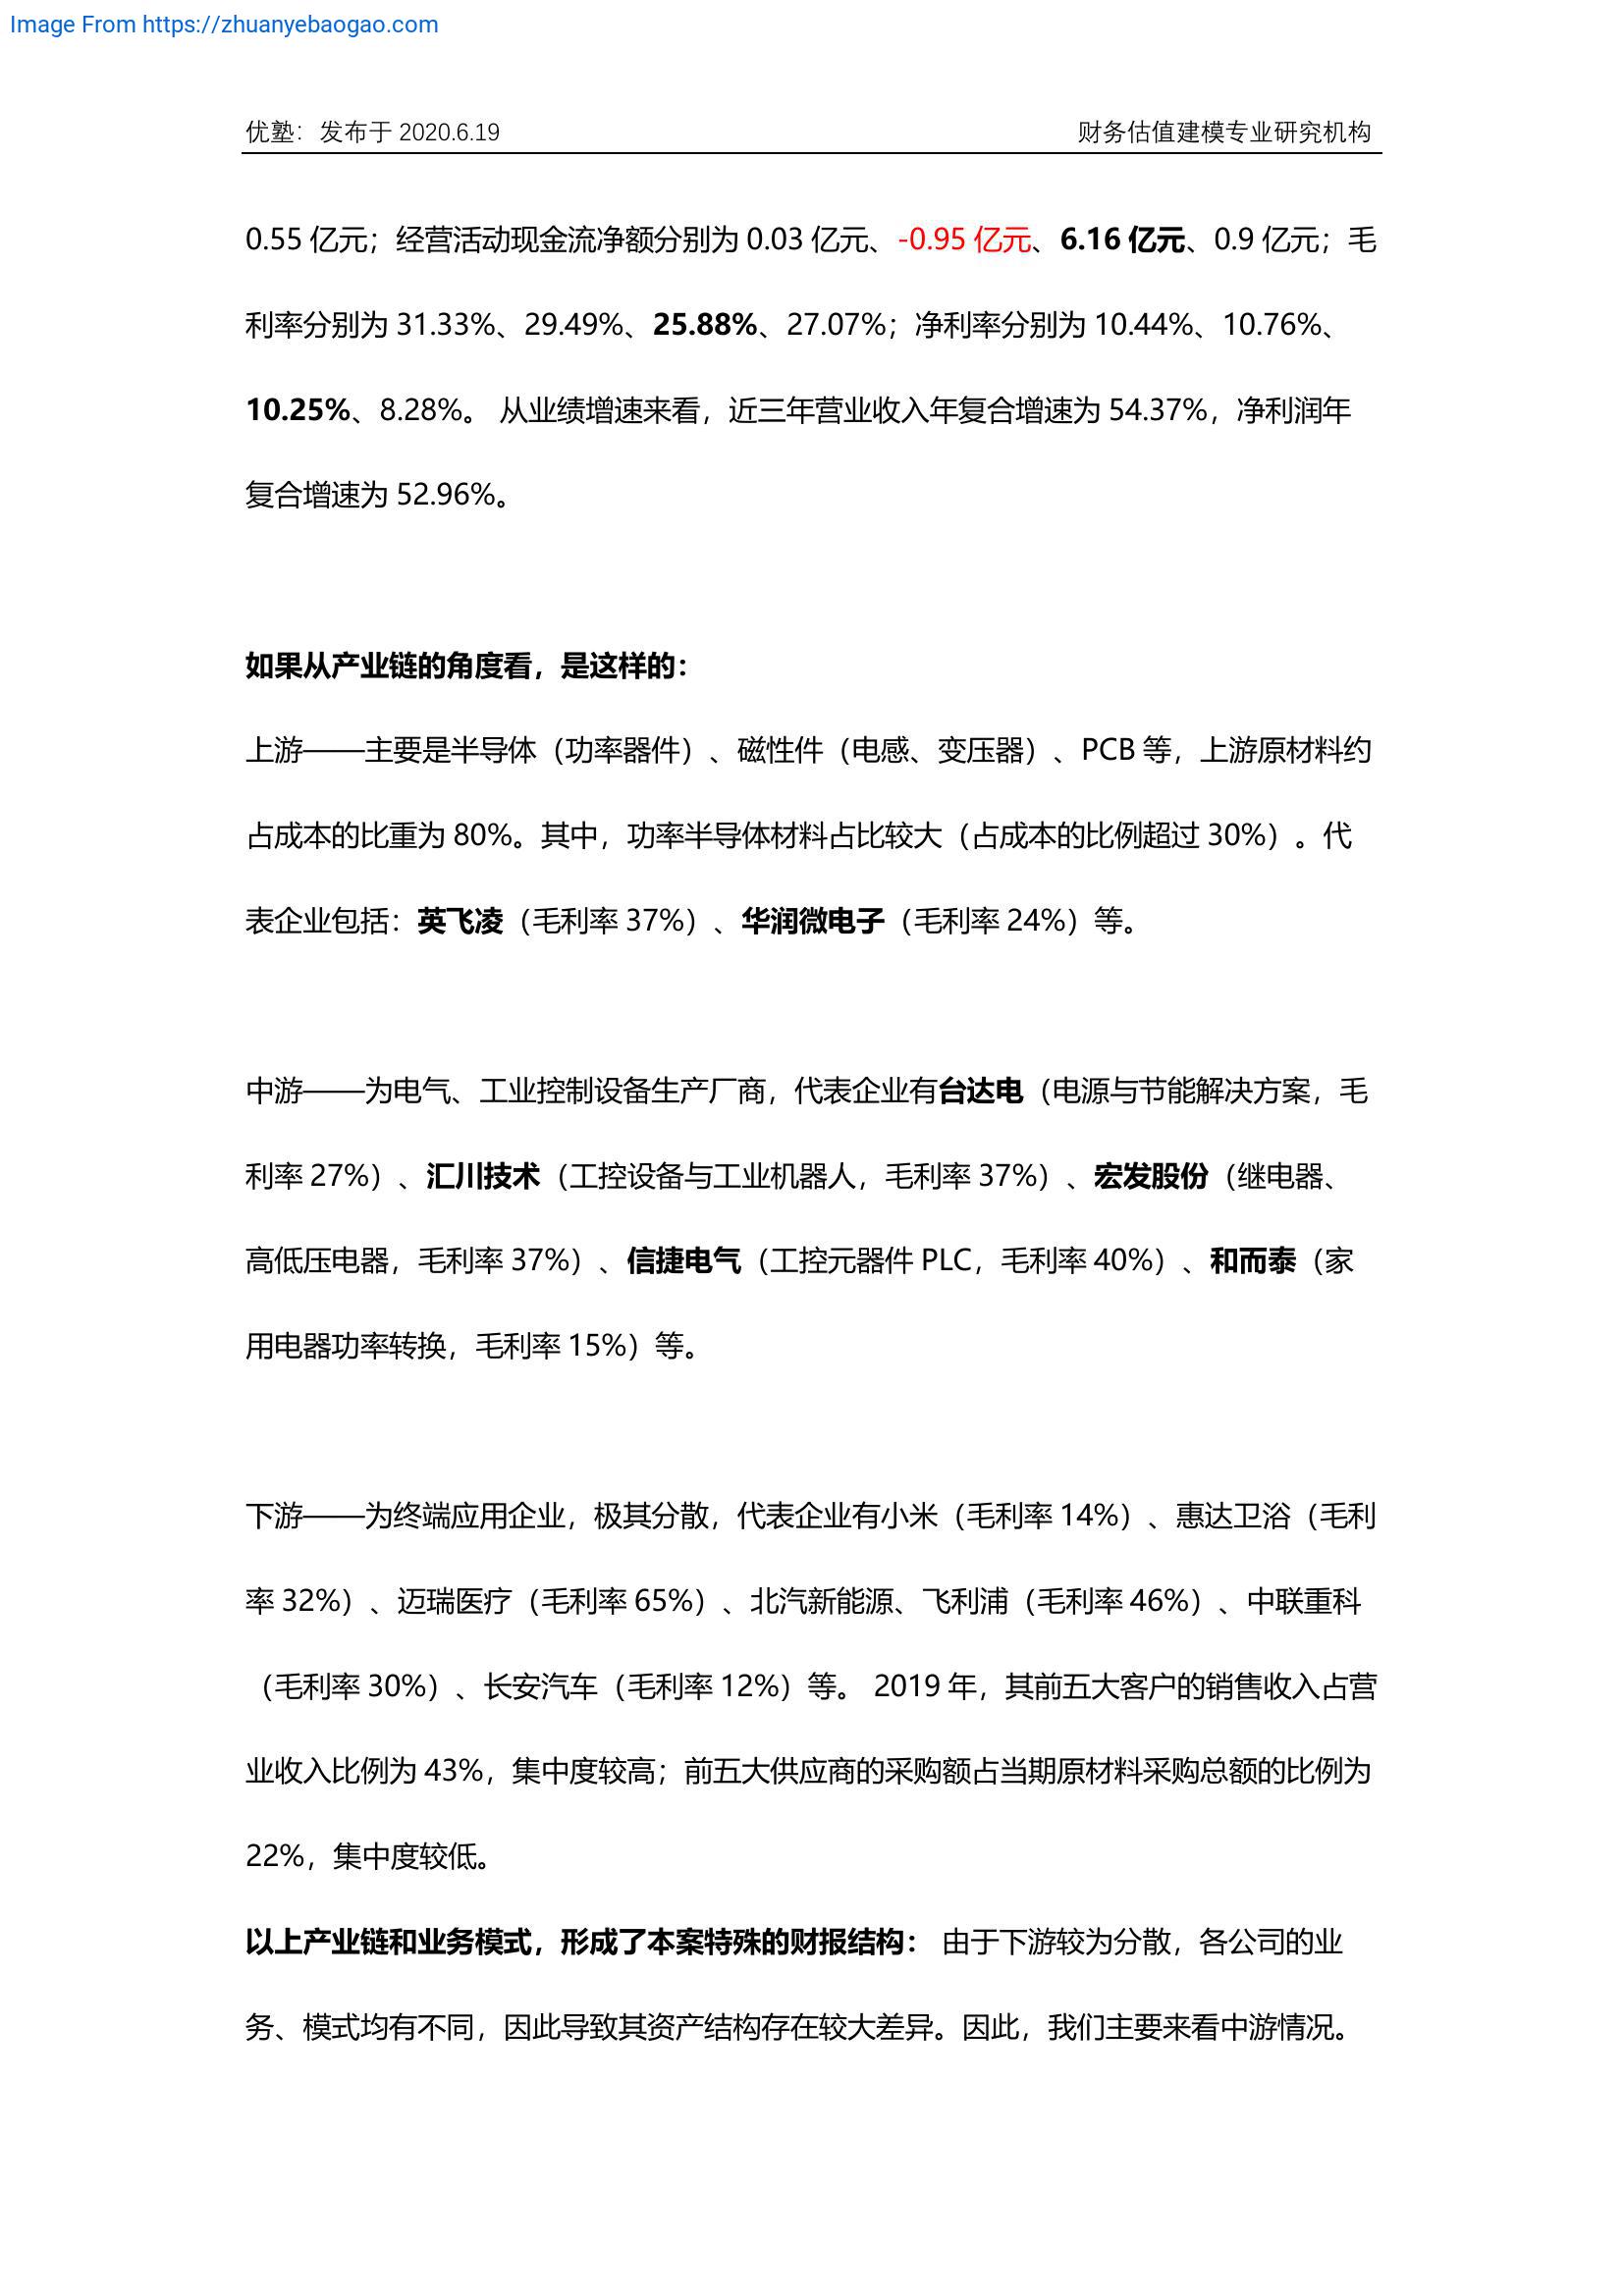 Image From https://zhuanyebaogao.com
优塾：发布于 2020.6.19 财务估值建模专业研究机构
0.55 亿元；经营活动现金流净额分别为 0.03 亿元、-0.95 亿元、6.16 亿元、0.9 亿元；毛
利率分别为 31.33%、29.49%、25.88%、27.07%；净利率分别为 10.44%、10.76%、
10.25%、8.28%。 从业绩增速来看，近三年营业收入年复合增速为 54.37%，净利润年
复合增速为 52.96%。
如果从产业链的角度看，是这样的：
上游——主要是半导体（功率器件）、磁性件（电感、变压器）、PCB 等，上游原材料约
占成本的比重为 80%。其中，功率半导体材料占比较大（占成本的比例超过 30%）。代
表企业包括：英飞凌（毛利率 37%）、华润微电子（毛利率 24%）等。
中游——为电气、工业控制设备生产厂商，代表企业有台达电（电源与节能解决方案，毛
利率 27%）、汇川技术（工控设备与工业机器人，毛利率 37%）、宏发股份（继电器、
高低压电器，毛利率 37%）、信捷电气（工控元器件 PLC，毛利率 40%）、和而泰（家
用电器功率转换，毛利率 15%）等。
下游——为终端应用企业，极其分散，代表企业有小米（毛利率 14%）、惠达卫浴（毛利
率 32%）、迈瑞医疗（毛利率 65%）、北汽新能源、飞利浦（毛利率 46%）、中联重科
（毛利率 30%）、长安汽车（毛利率 12%）等。 2019 年，其前五大客户的销售收入占营
业收入比例为 43%，集中度较高；前五大供应商的采购额占当期原材料采购总额的比例为
22%，集中度较低。
以上产业链和业务模式，形成了本案特殊的财报结构： 由于下游较为分散，各公司的业
务、模式均有不同，因此导致其资产结构存在较大差异。因此，我们主要来看中游情况。